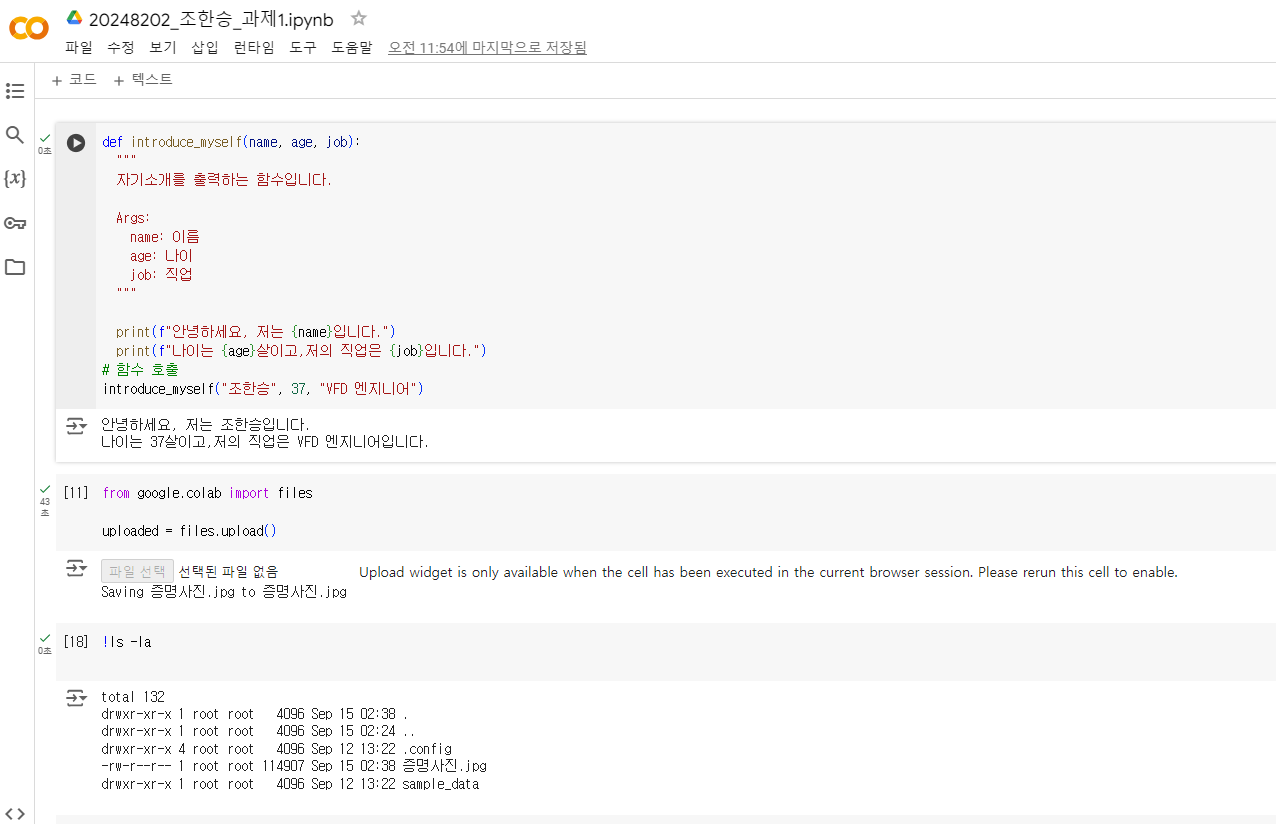 CO
20248202_조한승_과제1.ipynb
파일 수정 보기 삽입 런타임 도구 도움말 오전 11:54에 마지막으로 저장됨
+ 코드 + 텍스트
{x}
0초
def introduce_myself(name, age, job):
"""
자기소개를 출력하는 함수입니다.
Args:
name: 이름
age: 나이
job: 직업
"""
print(f"안녕하세요, 저는 {name}입니다.")
print(f"나이는 {age}살이고,저의 직업은 {job}입니다.")
# 함수 호출
introduce_myself("조한승", 37, "VFD 엔지니어")
안녕하세요, 저는 조한승입니다.
나이는 37살이고,저의 직업은 VFD 엔지니어입니다.
43
초
[11] from google.colab import files
uploaded = files.upload()
파일 선택 선택된 파일 없음 Upload widget is only available when the cell has been executed in the current browser session. Please rerun this cell to enable.
Saving 증명사진.jpg to 증명사진.jpg
0초
[18] !ls -la
total 132
drwxr-xr-x 1 root root 4096 Sep 15 02:38 .
drwxr-xr-x 1 root root 4096 Sep 15 02:24 ..
drwxr-xr-x 4 root root 4096 Sep 12 13:22 .config
-rw-r--r-- 1 root root 114907 Sep 15 02:38 증명사진.jpg
drwxr-xr-x 1 root root 4096 Sep 12 13:22 sample_data